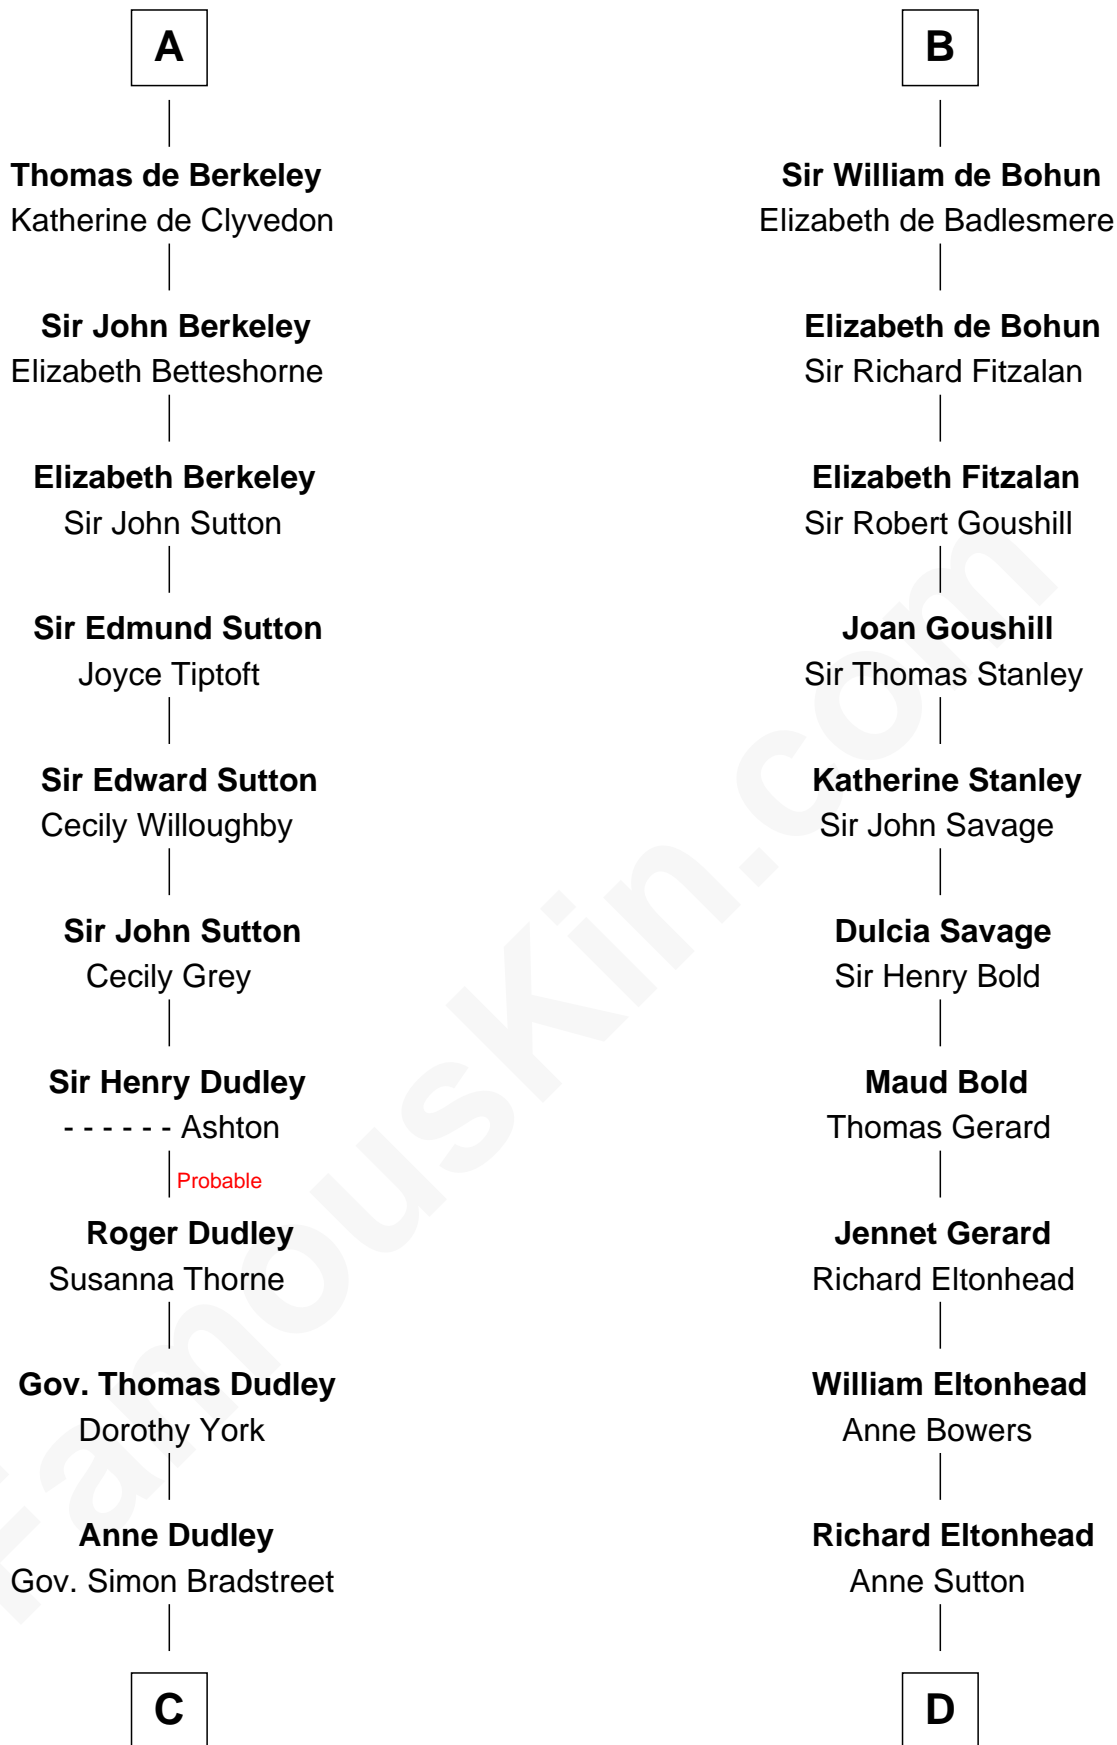 A
Thomas de Berkeley
Katherine de Clyvedon
Sir John Berkeley
Elizabeth Betteshorne
Elizabeth Berkeley
Sir John Sutton
Sir Edmund Sutton
Joyce Tiptoft
Sir Edward Sutton
Cecily Willoughby
Sir John Sutton
Cecily Grey
Sir Henry Dudley
- - - - - - Ashton
Probable
Roger Dudley
Susanna Thorne
Gov. Thomas Dudley
Dorothy York
Anne Dudley
Gov. Simon Bradstreet
C
B
Sir William de Bohun
Elizabeth de Badlesmere
Elizabeth de Bohun
Sir Richard Fitzalan
Elizabeth Fitzalan
Sir Robert Goushill
Joan Goushill
Sir Thomas Stanley
Katherine Stanley
Sir John Savage
Dulcia Savage
Sir Henry Bold
Maud Bold
Thomas Gerard
Jennet Gerard
Richard Eltonhead
William Eltonhead
Anne Bowers
Richard Eltonhead
Anne Sutton
D
FamousKin.com